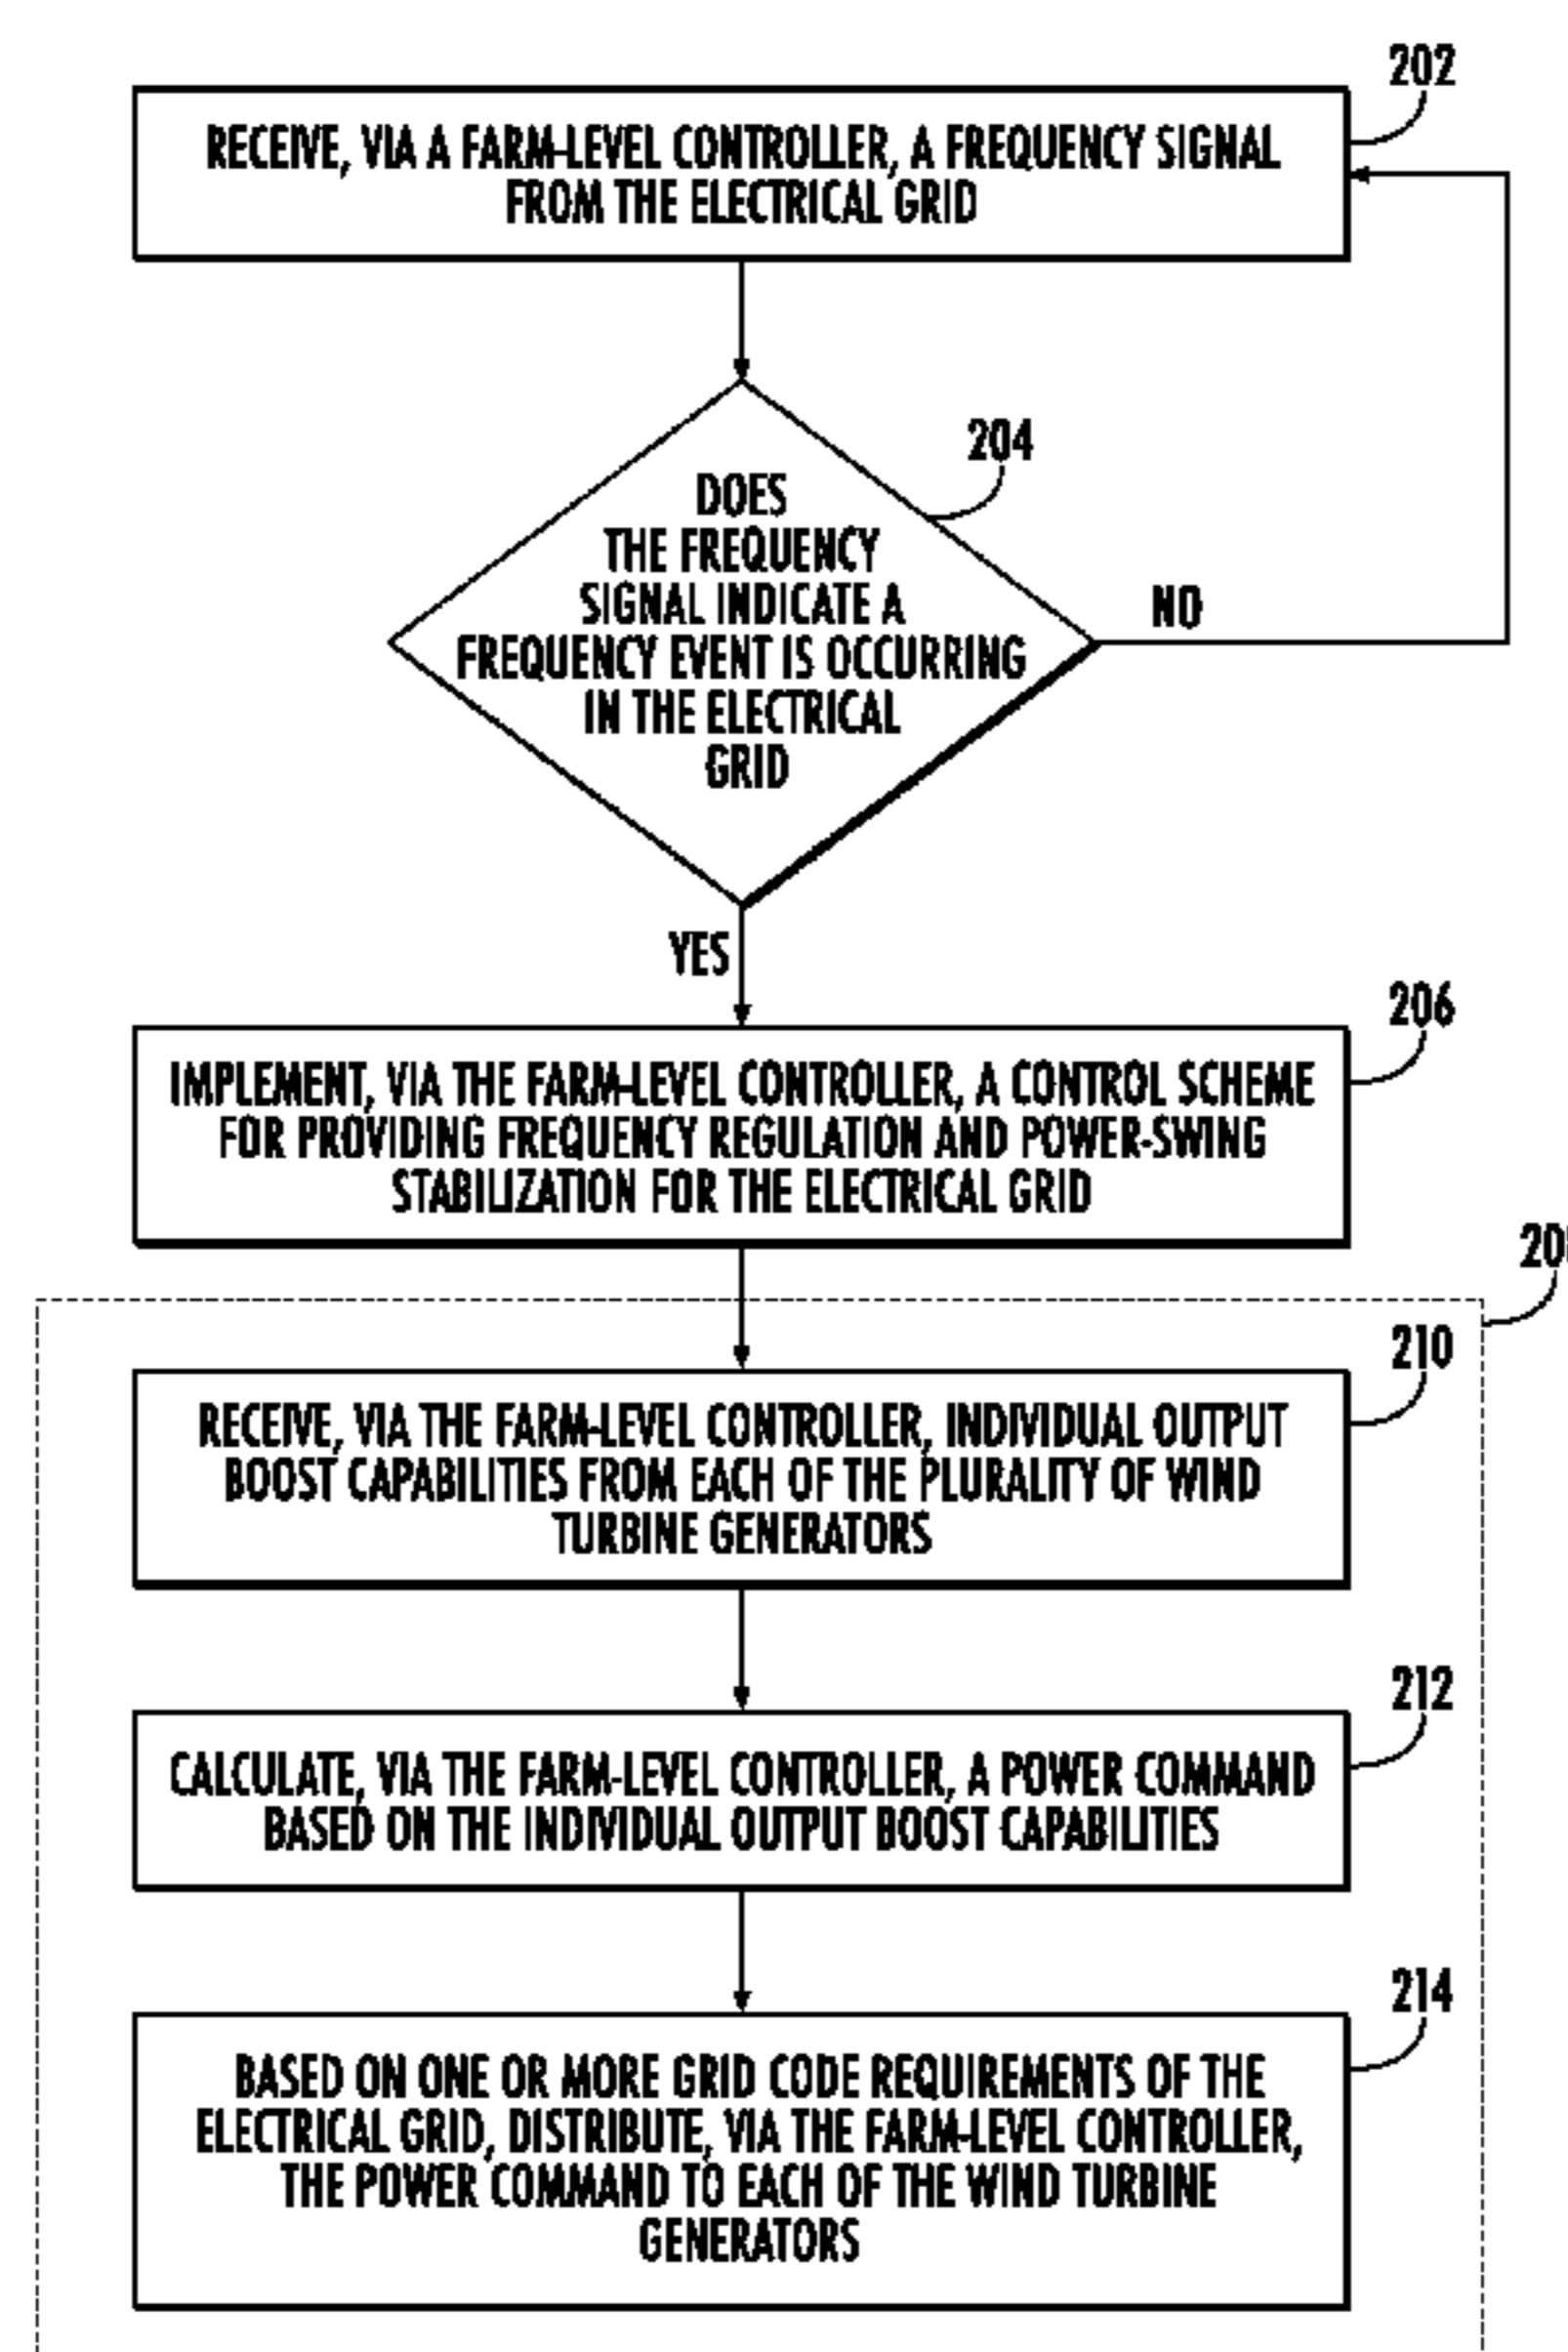 202
RECEIVE, VIA A FARM-LEVEL CONTROLLER, A FREQUENCY SIGNAL
FROM THE ELECTRICAL GRID
204
DOES
THE FREQUENCY
SIGNAL INDICATE A
FREQUENCY EVENT IS OCCURRING
IN THE ELECTRICAL
GRID
NO
YES
206
IMPLEMENT, VIA THE FARM-LEVEL CONTROLLER, A CONTROL SCHEME
FOR PROVIDING FREQUENCY REGULATION AND POWER-SWING
STABILIZATION FOR THE ELECTRICAL GRID
210
RECEIVE, VIA THE FARM-LEVEL CONTROLLER, INDIVIDUAL OUTPUT
BOOST CAPABILITIES FROM EACH OF THE PLURALITY OF WIND
TURBINE GENERATORS
212
CALCULATE, VIA THE FARM-LEVEL CONTROLLER, A POWER COMMAND
BASED ON THE INDIVIDUAL OUTPUT BOOST CAPABILITIES
214
BASED ON ONE OR MORE GRID CODE REQUIREMENTS OF THE
ELECTRICAL GRID, DISTRIBUTE, VIA THE FARM-LEVEL CONTROLLER,
THE POWER COMMAND TO EACH OF THE WIND TURBINE
GENERATORS